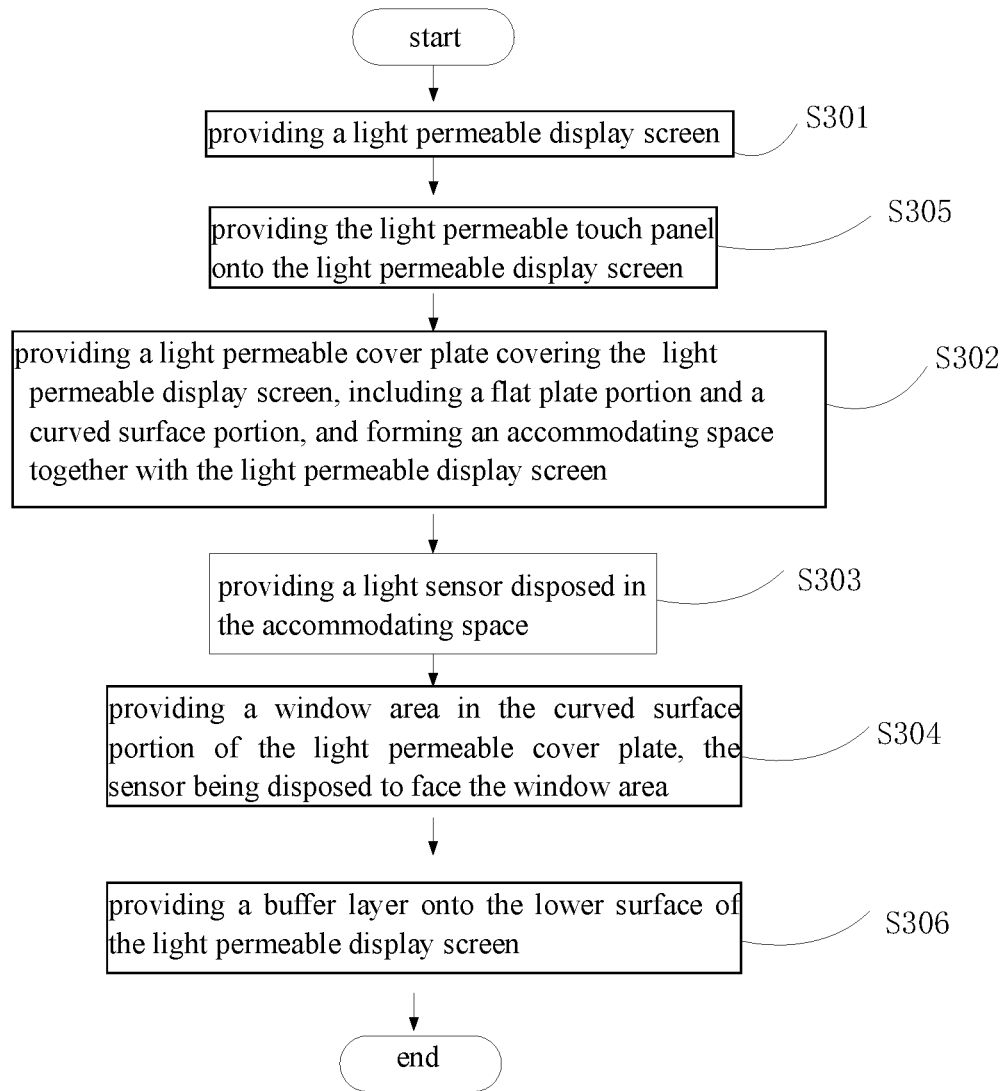 start
providing a light permeable display screen
S301
providing the light permeable touch panel
onto the light permeable display screen
S305
providing a light permeable cover plate covering the light
permeable display screen, including a flat plate portion and a
curved surface portion, and forming an accommodating space
together with the light permeable display screen
S302
providing a light sensor disposed in
the accommodating space
S303
providing a window area in the curved surface
portion of the light permeable cover plate, the
sensor being disposed to face the window area
S304
providing a buffer layer onto the lower surface of
the light permeable display screen
S306
end